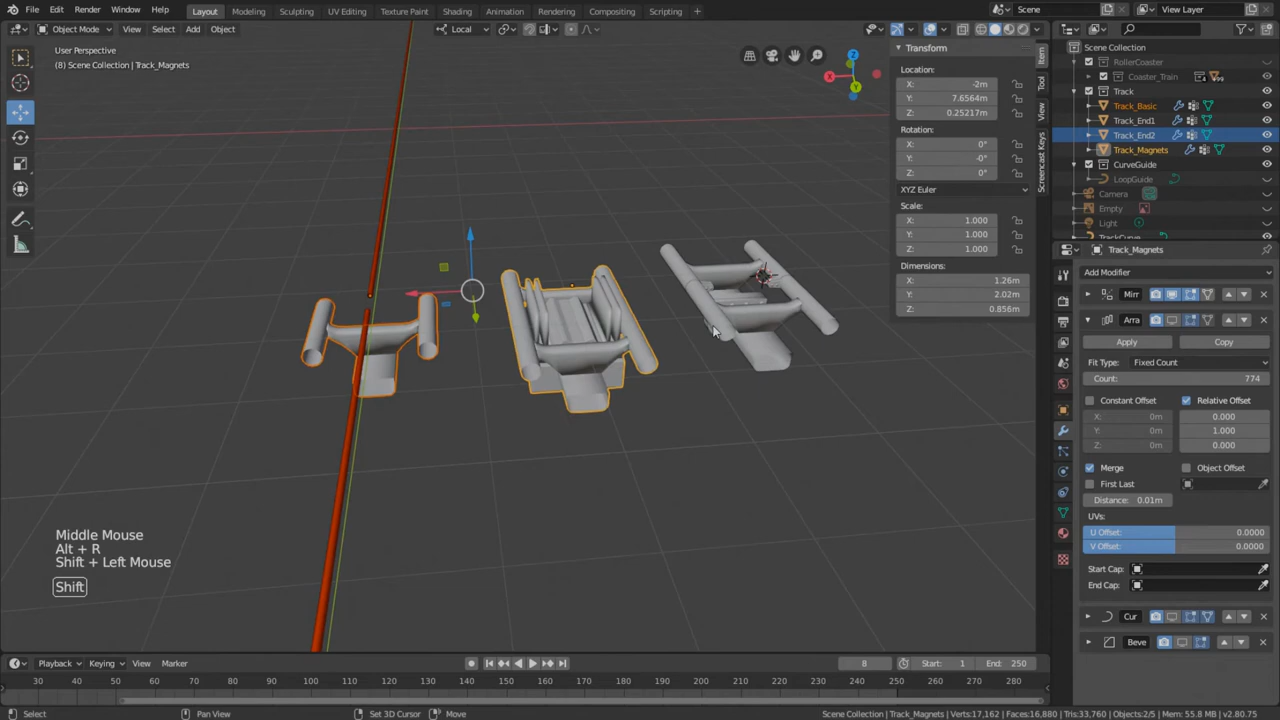 File Edit Render Window Help Layout Modeling Sculpting UV Editing Texture Paint Shading Animation Rendering Compositing Scripting + Scene View Layer
Object Mode View Select Add Object Local
User Perspective
(8) Scene Collection | Track_Magnets
Transform
Location:
X: -2m
Y: 7.6564m
Z: 0.25217m
Rotation:
X: 0°
Y: -0°
Z: 0°
XYZ Euler
Scale:
X: 1.000
Y: 1.000
Z: 1.000
Dimensions:
X: 1.26m
Y: 2.02m
Z: 0.856m
Item
Tool
View
Screencast Keys
X
Y
Z
Scene Collection
RollerCoaster
Coaster_Train
Track
Track_Basic
Track_End1
Track_End2
Track_Magnets
CurveGuide
LoopGuide
Camera
Empty
Light
TrackCurve
Track_Magnets
Add Modifier
Mirr
Arra
Apply Copy
Fit Type: Fixed Count
Count: 774
Constant Offset Relative Offset
X: 0m 0.000
Y: 0m 1.000
Z: 0m 0.000
Merge Object Offset
First Last
Distance: 0.01m
UVs:
U Offset: 0.0000
V Offset: 0.0000
Start Cap:
End Cap:
Cur
Beve
Middle Mouse
Alt + R
Shift + Left Mouse
Shift
Playback Keying View Marker 8 Start: 1 End: 250
30 40 50 60 70 80 90 100 110 120 130 140 150 160 170 180 190 200 210 220 230 240 250 260 270 280
Select Pan View Set 3D Cursor Move Scene Collection | Track_Magnets | Verts:17,162 | Faces:16,880 | Tris:33,760 | Objects:2/5 | Mem: 55.8 MB | v2.80.75